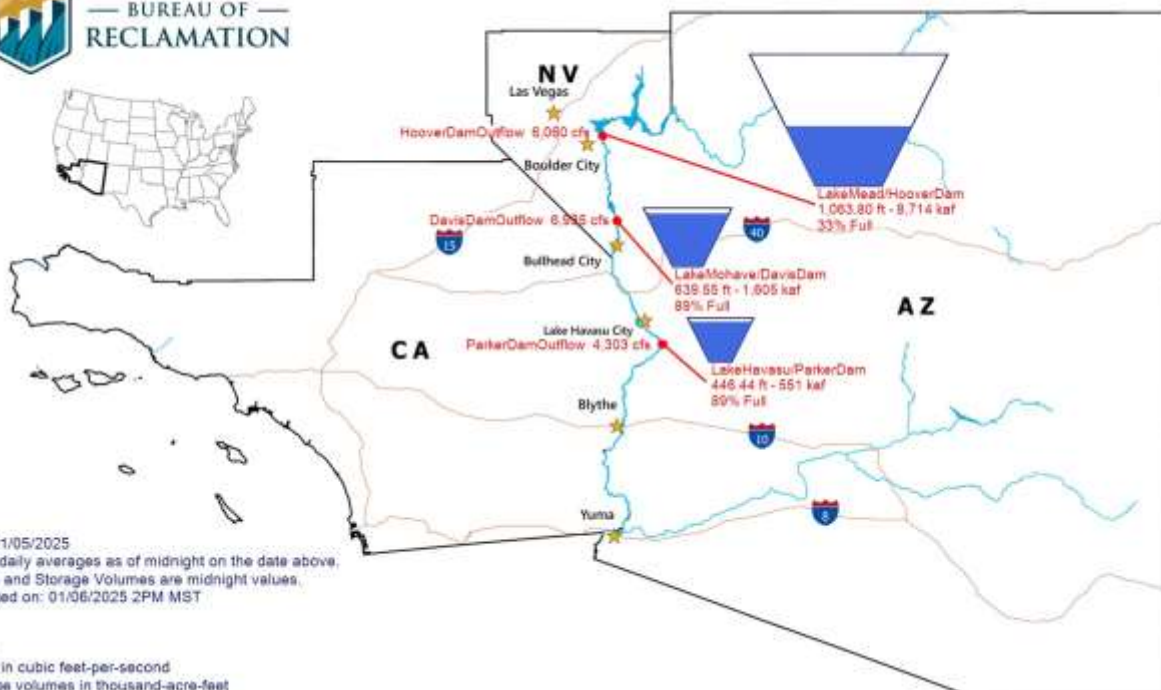 BUREAU OF
RECLAMATION
NV
Las Vegas
HooverDamOutflow 6,060 cfs
Boulder City
LakeMead/HooverDam
1,063.80 ft - 8,714 kaf
33% Full
DavisDamOutflow cfs
15
40
Bullhead City
LakeMohave/DavisDam
639.55 ft - 1,605 kaf
89% Full
AZ
Lake Havasu City
CA
ParkerDamOutflow 4,303 cfs
LakeHavasu/ParkerDam
446.44 ft - 551 kaf
89% Full
Blythe
10
Yuma
8
1/05/2025
daily averages as of midnight on the date above.
and Storage Volumes are midnight values.
ed on: 01/06/2025 2PM MST
in cubic feet-per-second
volumes in thousand-acre-feet